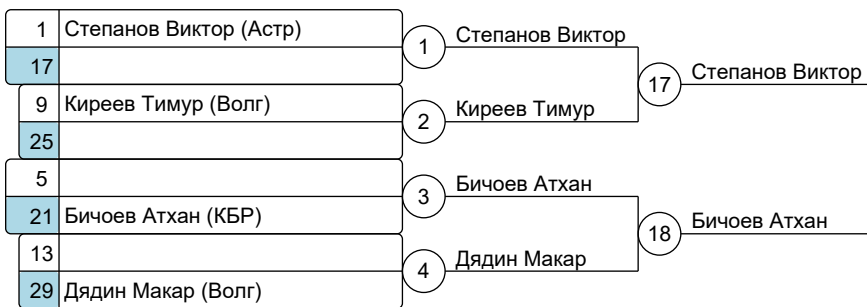 1 Степанов Виктор (Астр)
17
1 Степанов Виктор
9 Киреев Тимур (Волг)
25
2 Киреев Тимур
17 Степанов Виктор
5
21 Бичоев Атхан (КБР)
3 Бичоев Атхан
13
29 Дядин Макар (Волг)
4 Дядин Макар
18 Бичоев Атхан